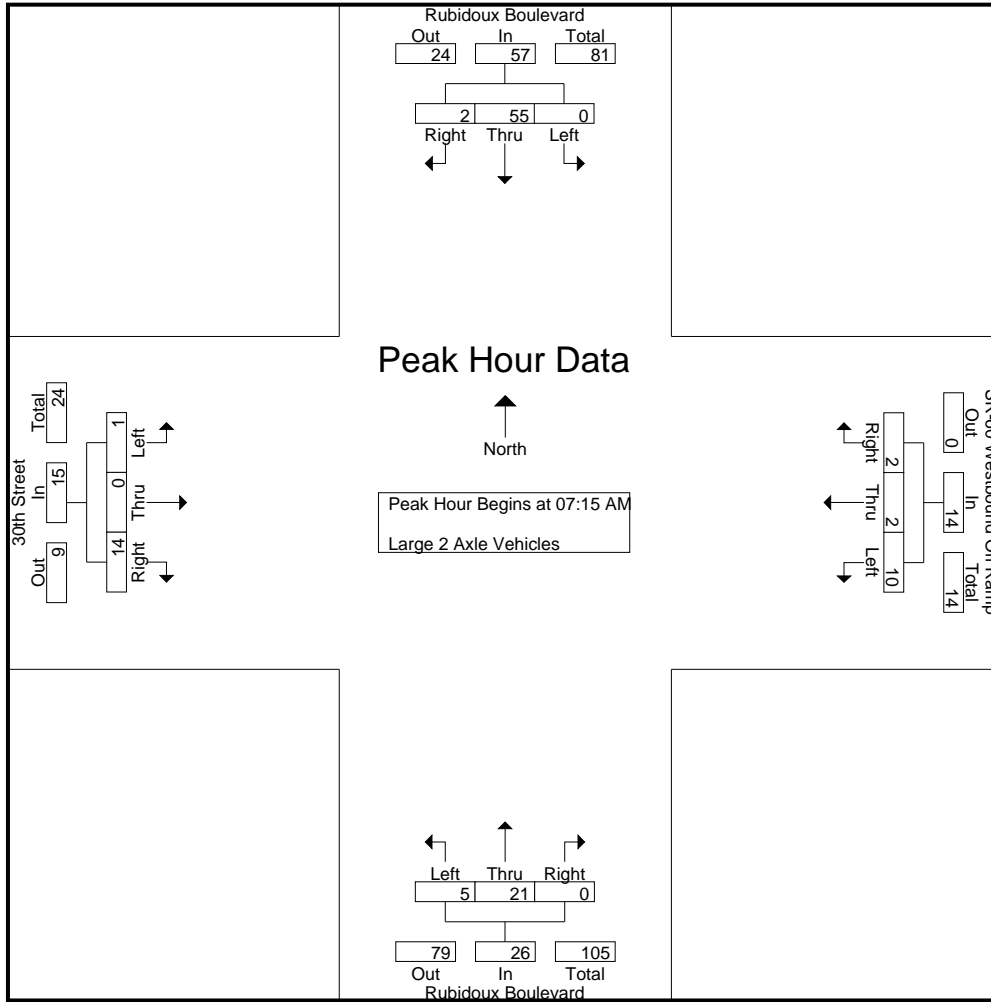 Rubidoux Boulevard
Out In Total
24 57 81
2 55 0
Right Thru Left
Peak Hour Data
North
Peak Hour Begins at 07:15 AM
Large 2 Axle Vehicles
30th Street
Total In Out
24 15 9
1 0 14
Left Thru Right
Right Thru Left
2 2 10
Out In Total
0 14 14
Westbound Ramp
Left Thru Right
5 21 0
79 26 105
Out In Total
Rubidoux Boulevard